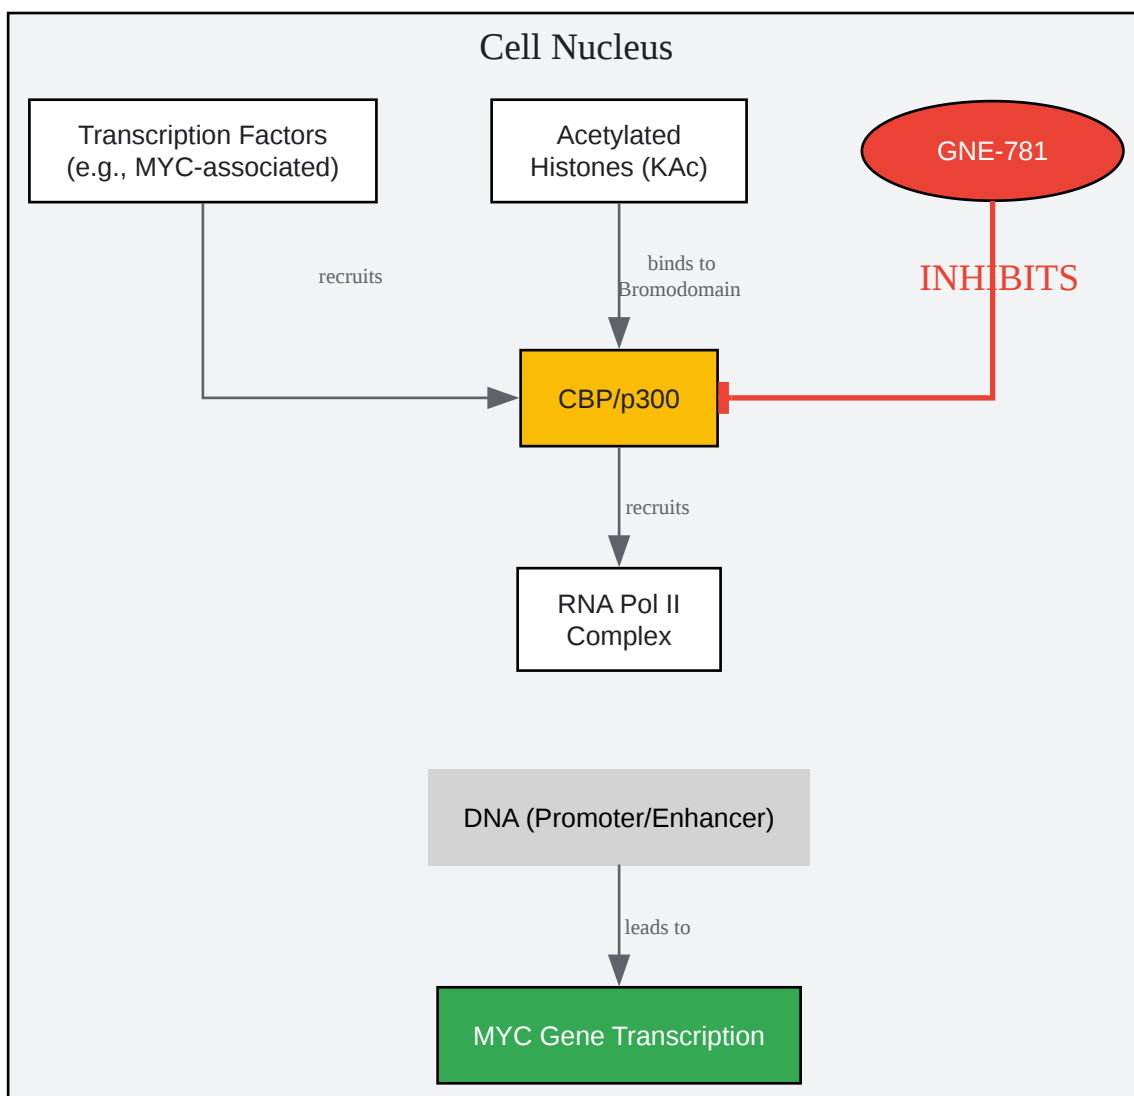 Cell Nucleus
Transcription Factors
(e.g., MYC-associated)
Acetylated
Histones (KAc)
GNE-781
recruits
binds to
Bromodomain
INHIBITS
CBP/p300
recruits
RNA Pol II
Complex
DNA (Promoter/Enhancer)
leads to
MYC Gene Transcription